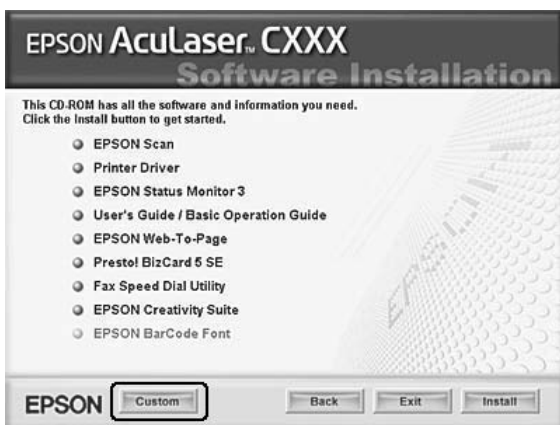 EPSON AcuLaser™ CXXX
Software Installation
This CD-ROM has all the software and information you need.
Click the Install button to get started.
EPSON Scan
Printer Driver
EPSON Status Monitor 3
User's Guide / Basic Operation Guide
EPSON Web-To-Page
Presto! BizCard 5 SE
Fax Speed Dial Utility
EPSON Creativity Suite
EPSON BarCode Font
EPSON
EPSON Custom Back Exit Install